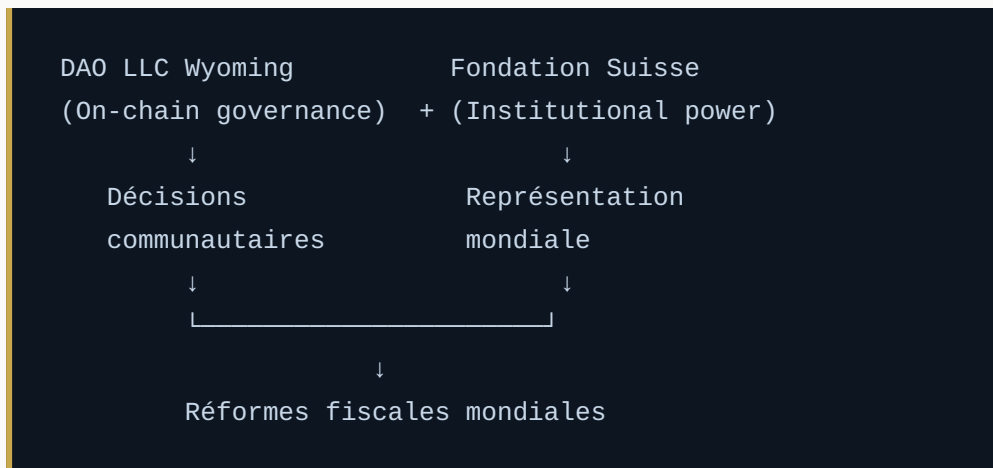 DAO LLC Wyoming          Fondation Suisse
(On-chain governance)  + (Institutional power)
↓                       ↓
Décisions              Représentation
communautaires         mondiale
↓                       ↓
└──────────────────────┘
↓
Réformes fiscales mondiales